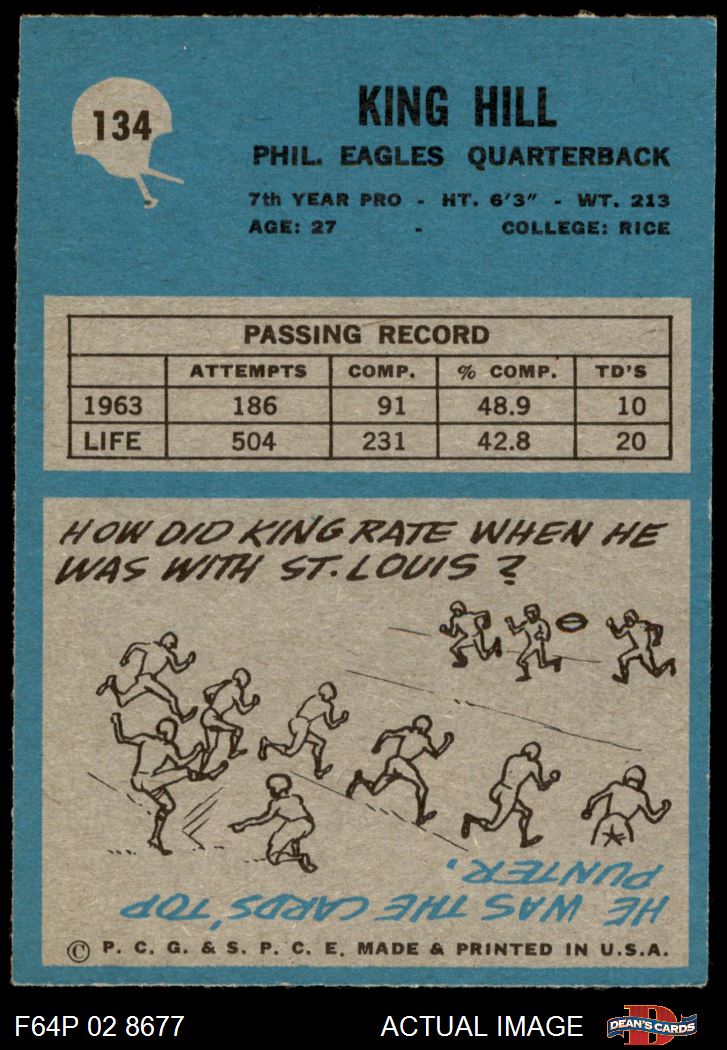 134
KING HILL
PHIL. EAGLES QUARTERBACK
7th YEAR PRO - HT. 6'3" - WT. 213
AGE: 27 - COLLEGE: RICE
PASSING RECORD
ATTEMPTS COMP. % COMP. TD'S
1963 186 91 48.9 10
LIFE 504 231 42.8 20
HOW DID KING RATE WHEN HE
WAS WITH ST. LOUIS?
HE WAS THE CARDS' TOP
PUNTER.
© P. C. G. & S. P. C. E. MADE & PRINTED IN U.S.A.
F64P 02 8677 ACTUAL IMAGE
DEAN'S CARDS